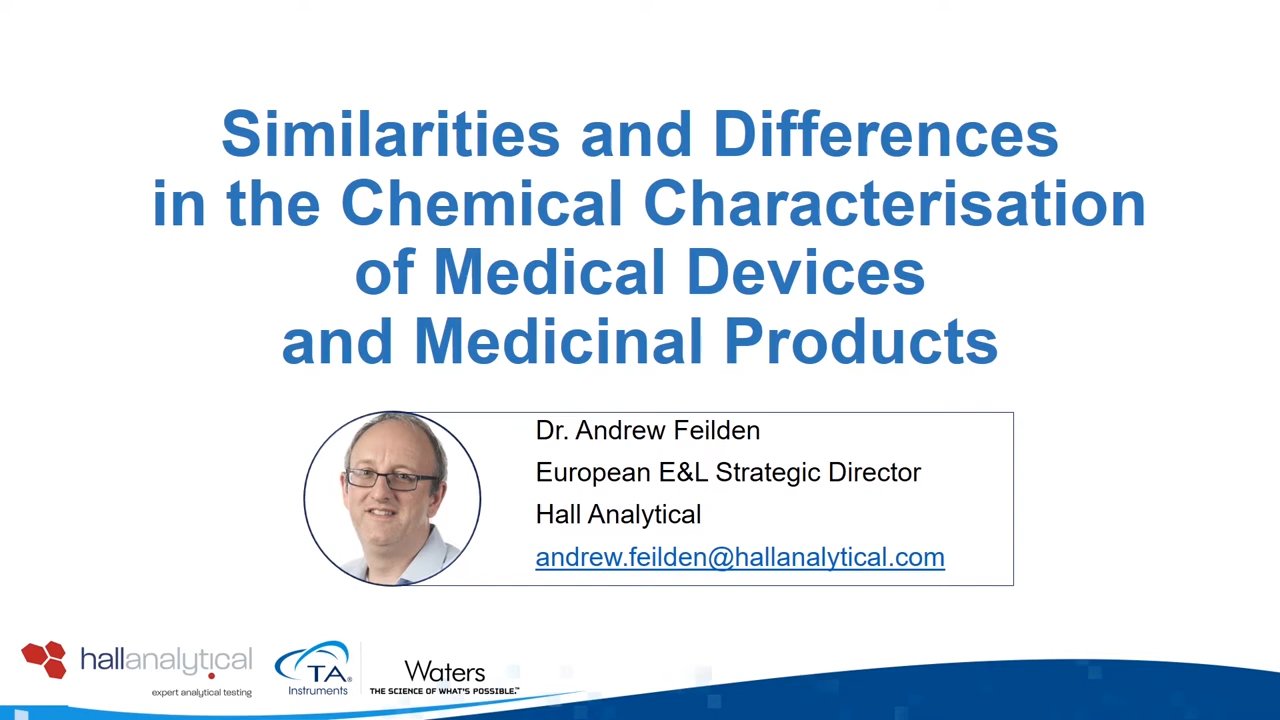 Similarities and Differences
in the Chemical Characterisation
of Medical Devices
and Medicinal Products
Dr. Andrew Feilden
European E&L Strategic Director
Hall Analytical
andrew.feilden@hallanalytical.com
hallanalytical
expert analytical testing
TA®
Instruments
Waters
THE SCIENCE OF WHAT'S POSSIBLE.™